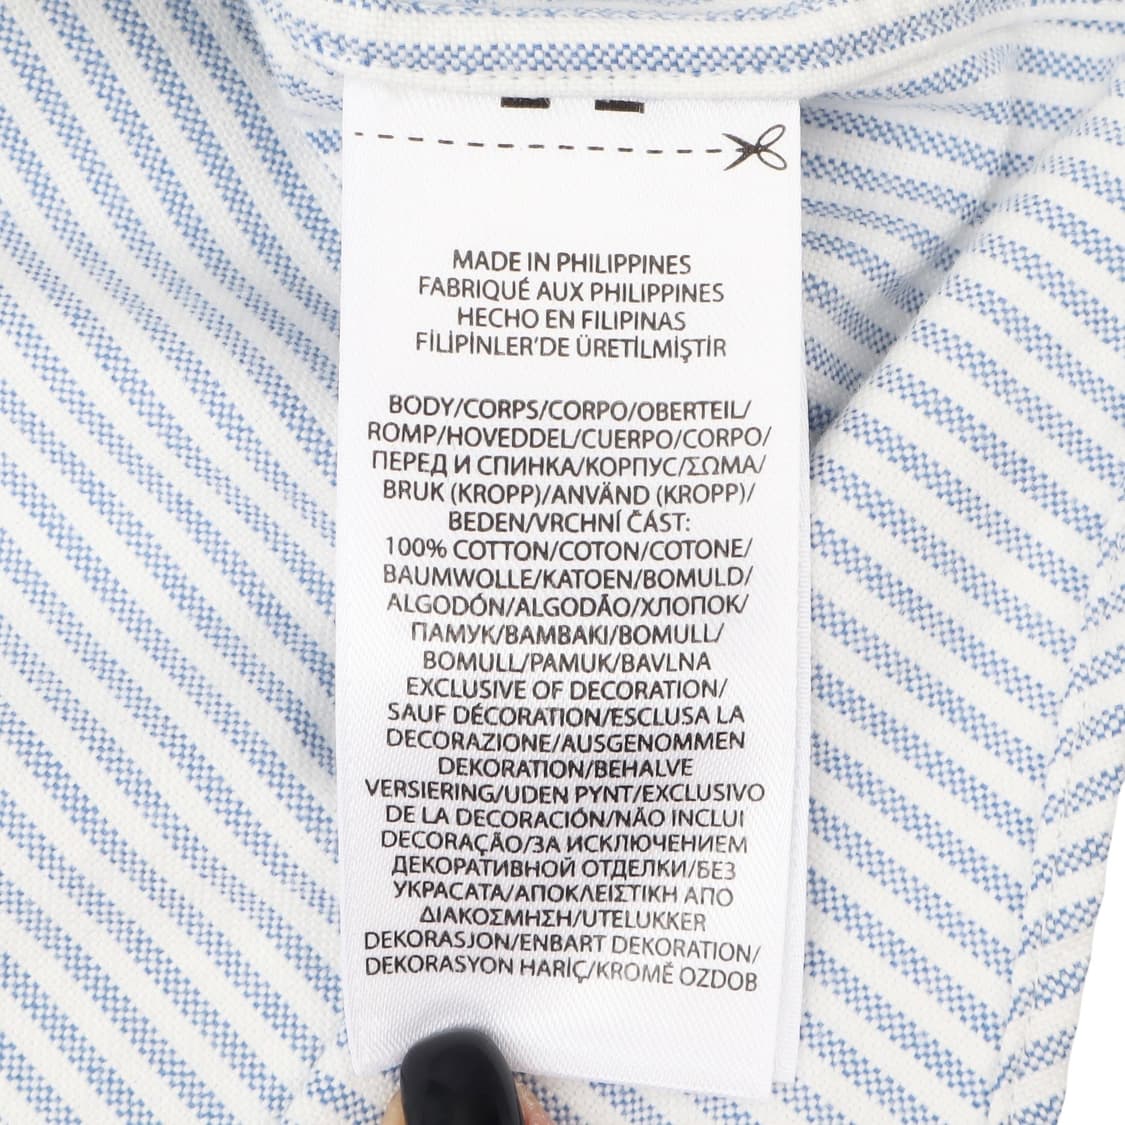 MADE IN PHILIPPINES
FABRIQUÉ AUX PHILIPPINES
HECHO EN FILIPINAS
FİLİPİNLER'DE ÜRETİLMİŞTİR
BODY/CORPS/CORPO/OBERTEIL/
ROMP/HOVEDDEL/CUERPO/CORPO/
ПЕРЕД И СПИНКА/КОРПУС/ΣΩΜΑ/
BRUK (KROPP)/ANVÄND (KROPP)/
BEDEN/VRCHNÍ ČÁST:
100% COTTON/COTON/COTONE/
BAUMWOLLE/KATOEN/BOMULD/
ALGODÓN/ALGODÃO/ХЛОПОК/
ПАМУК/BAMBAKI/BOMULL/
BOMULL/PAMUK/BAVLNA
EXCLUSIVE OF DECORATION/
SAUF DÉCORATION/ESCLUSA LA
DECORAZIONE/AUSGENOMMEN
DEKORATION/BEHALVE
VERSIERING/UDEN PYNT/EXCLUSIVO
DE LA DECORACIÓN/NÃO INCLUI
DECORAÇÃO/ЗА ИСКЛЮЧЕНИЕМ
ДЕКОРАТИВНОЙ ОТДЕЛКИ/БЕЗ
УКРАСАТА/ΑΠΟΚΛΕΙΣΤΙΚΗ ΑΠΟ
ΔΙΑΚΟΣΜΗΣΗ/UTELUKKER
DEKORASJON/ENBART DEKORATION/
DEKORASYON HARIÇ/KROMĚ OZDOB